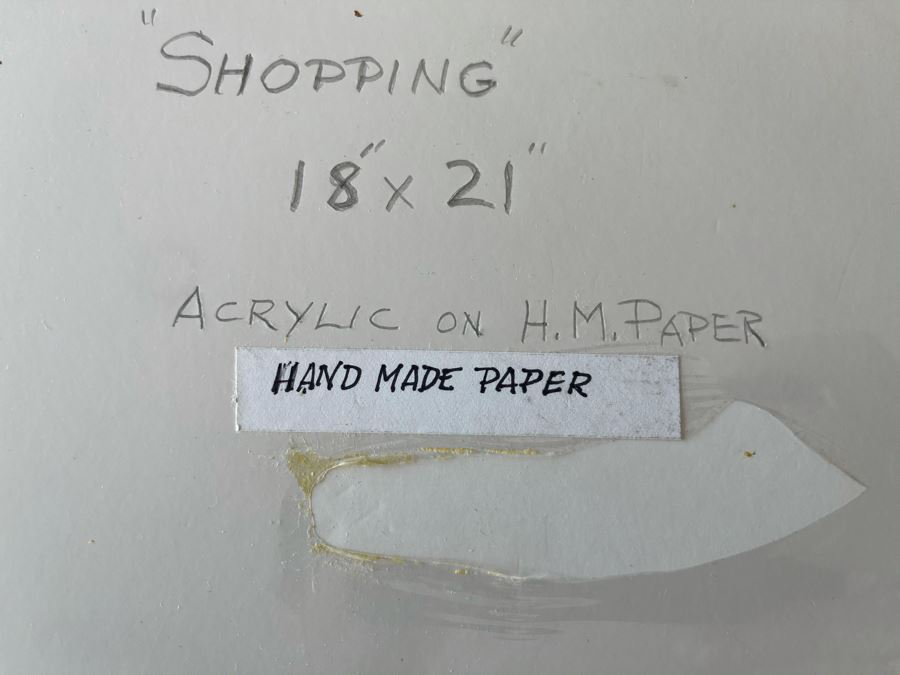 "SHOPPING"
18" x 21"
ACRYLIC ON H.M. PAPER
HAND MADE PAPER